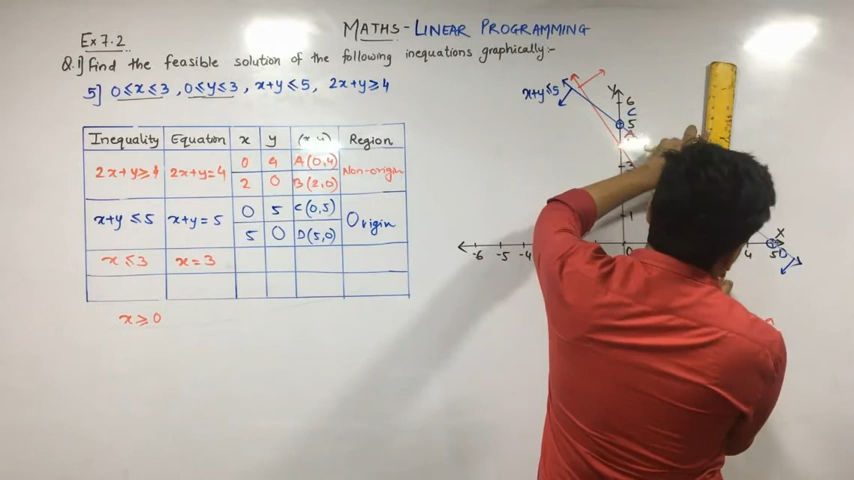 MATHS - LINEAR PROGRAMMING
Ex 7.2
Q.1] Find the feasible solution of the following inequations graphically:-
5] 0≤x≤3, 0≤y≤3, x+y≤5, 2x+y≥4
Inequality Equation x y (x,y) Region
2x+y≥4 2x+y=4 0 4 A(0,4) Non-origin
2 0 B(2,0)
x+y≤5 x+y=5 0 5 C(0,5) Origin
5 0 D(5,0)
x≤3 x=3
x≥0
x+y≤5 Y
6
C
5
A
3
1
X
-6 -5 -4 0 4 5 D